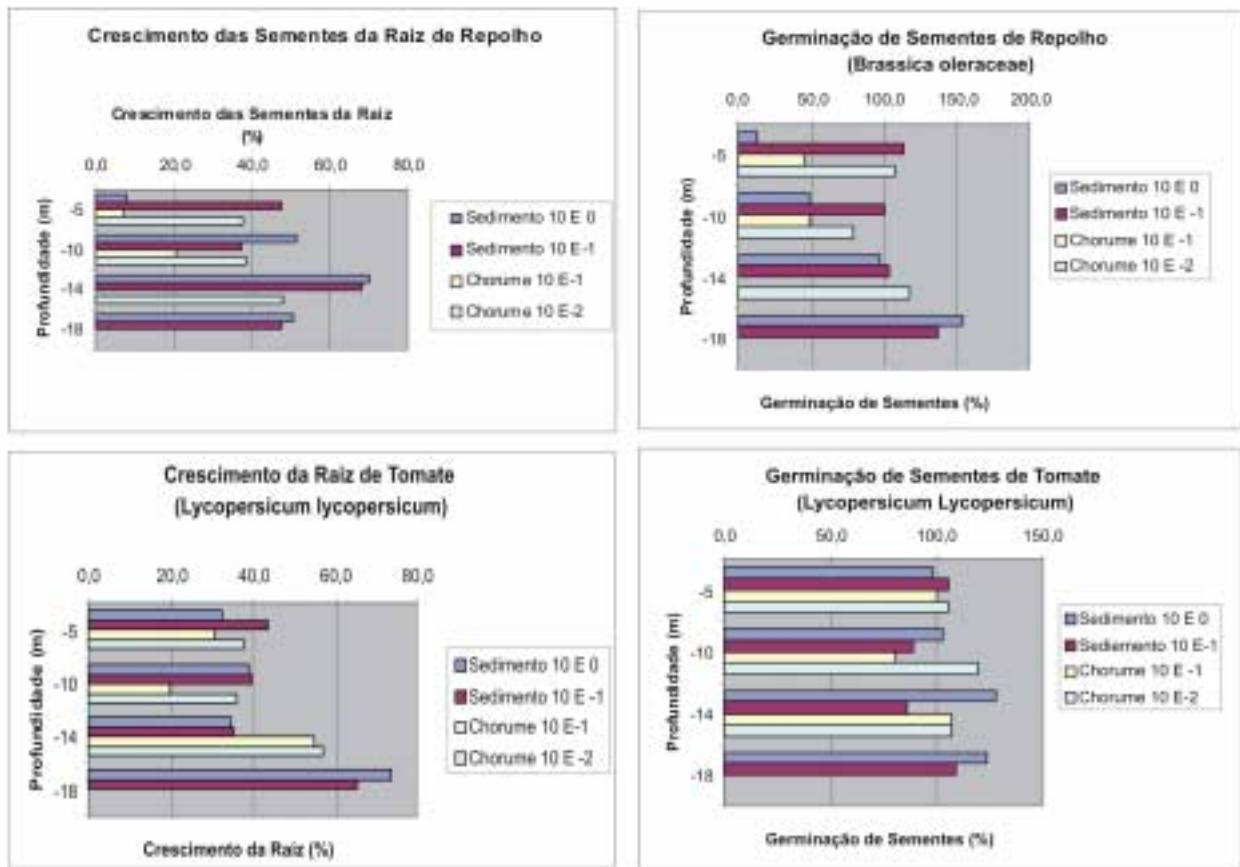 Crescimento das Sementes da Raiz de Repolho
Crescimento das Sementes da Raiz
(%)
0,0 20,0 40,0 60,0 80,0
Profundidade (m)
-5
-10
-14
-18
Sedimento 10 E 0
Sedimento 10 E -1
Chorume 10 E-1
Chorume 10 E-2
Germinação de Sementes de Repolho
(Brassica oleraceae)
0,0 50,0 100,0 150,0 200,0
Profundidade (m)
-5
-10
-14
-18
Sedimento 10 E 0
Sedimento 10 E -1
Chorume 10 E -1
Chorume 10 E -2
Germinação de Sementes (%)
Crescimento da Raiz de Tomate
(Lycopersicum lycopersicum)
0,0 20,0 40,0 60,0 80,0
Profundidade (m)
-5
-10
-14
-18
Sedimento 10 E 0
Sedimento 10 E -1
Chorume 10 E-1
Chorume 10 E -2
Crescimento da Raiz (%)
Germinação de Sementes de Tomate
(Lycopersicum Lycopersicum)
0,0 50,0 100,0 150,0
Profundidade (m)
-5
-10
-14
-18
Sedimento 10 E 0
Sediemento 10 E-1
Chorume 10 E -1
Chorume 10 E-2
Germinação de Sementes (%)